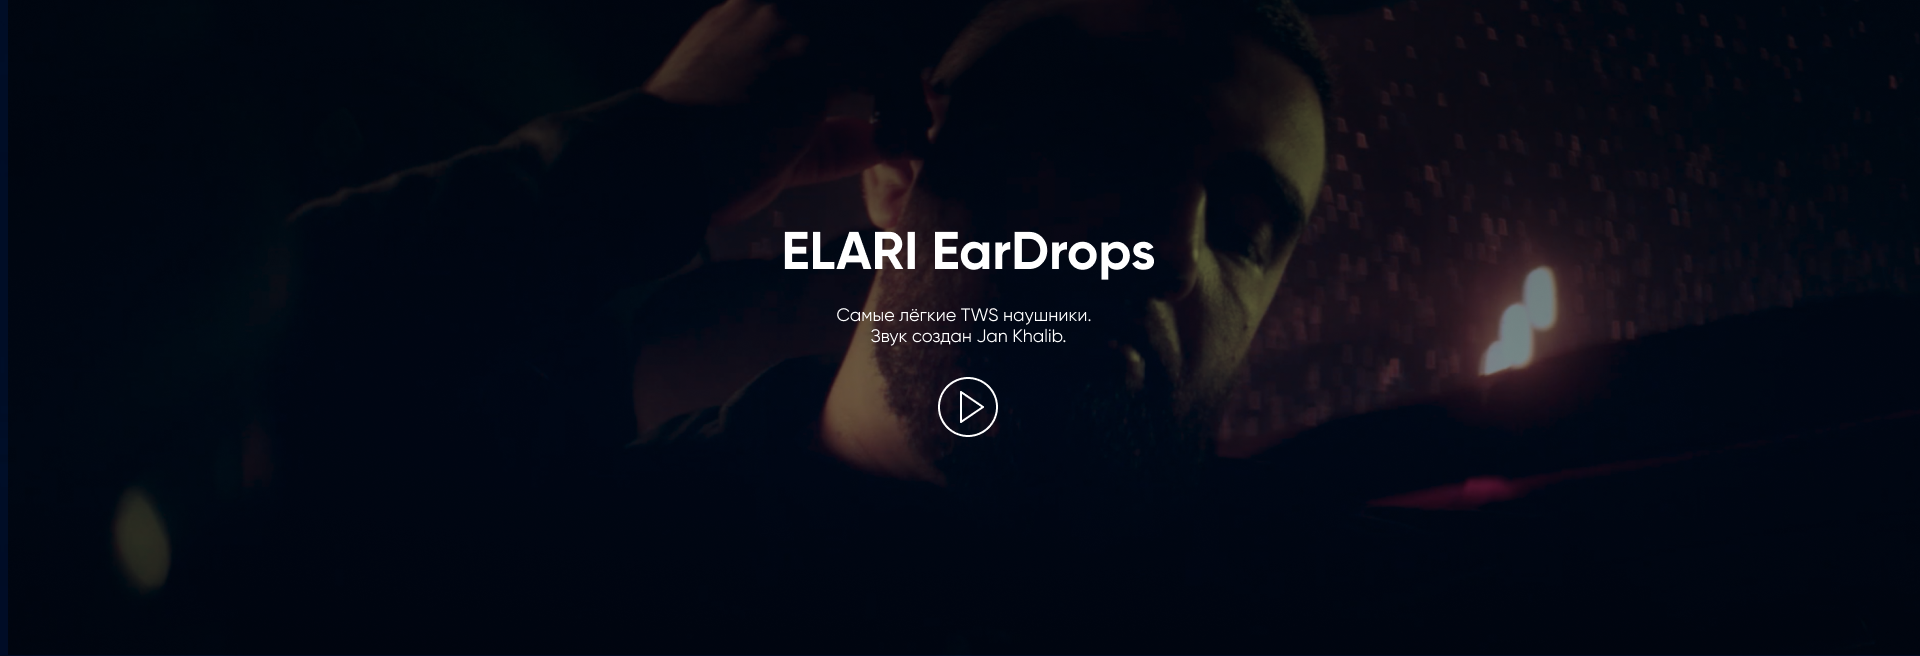 ELARI EarDrops
Самые лёгкие TWS наушники.
Звук создан Jan Khalib.